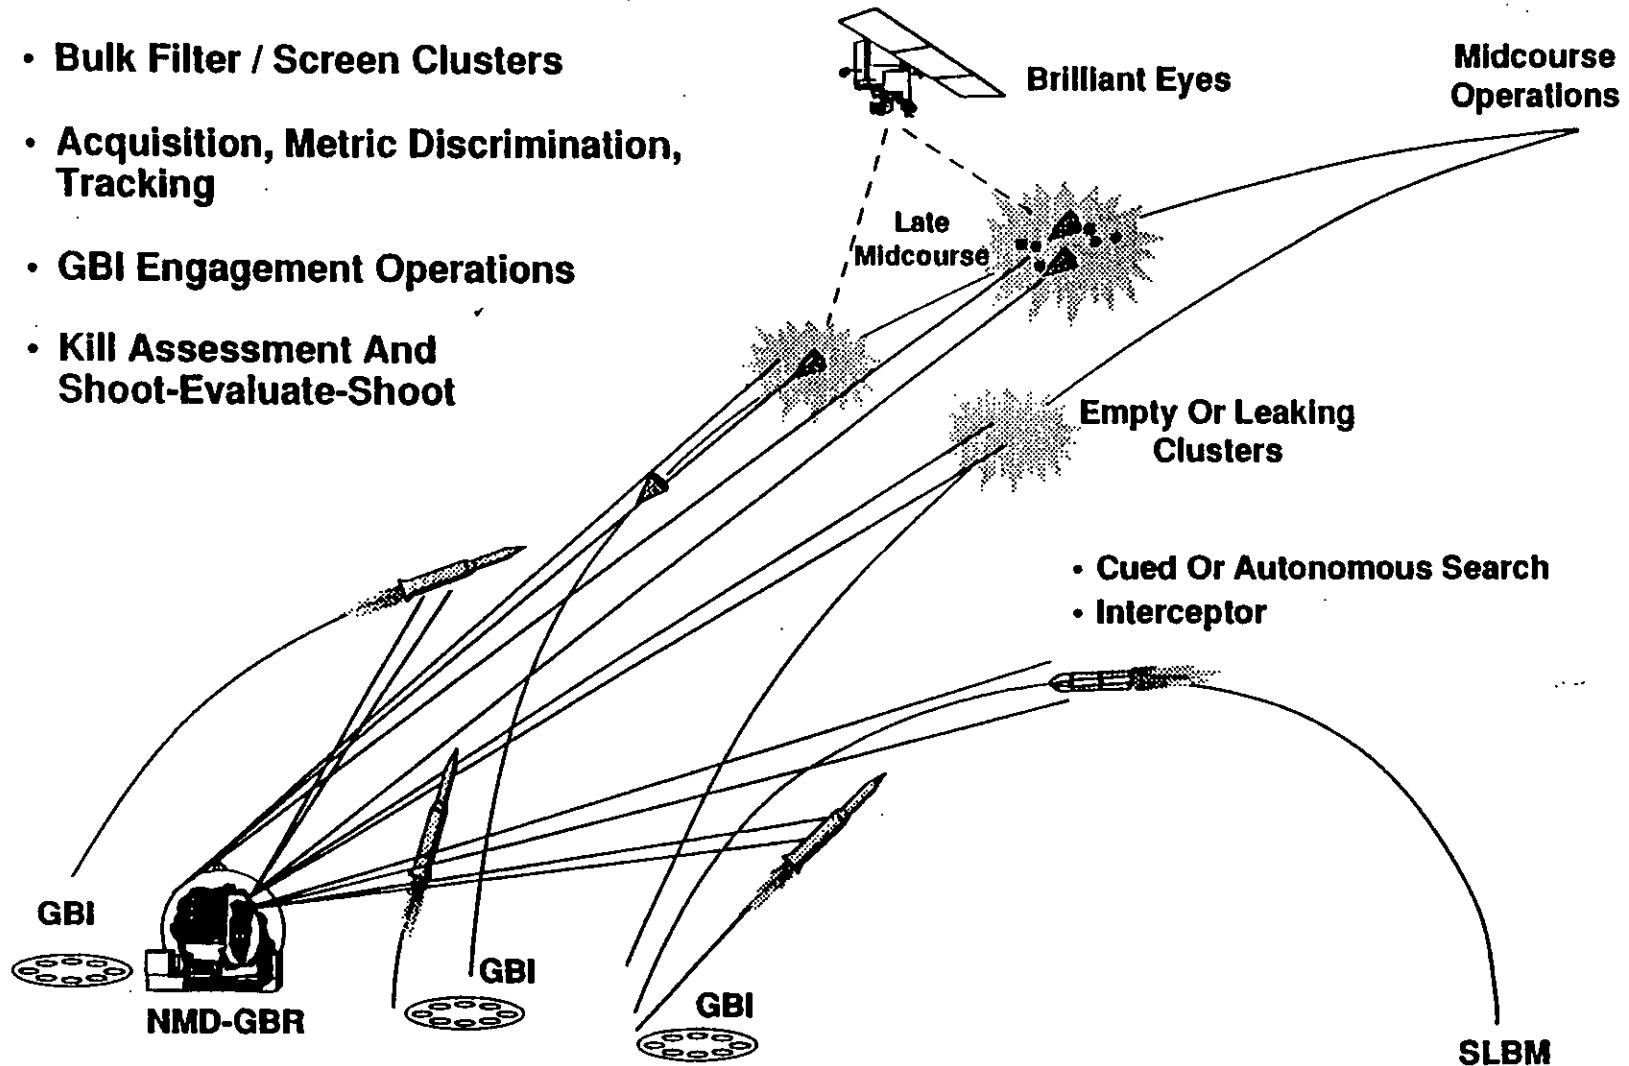 • Bulk Filter / Screen Clusters
• Acquisition, Metric Discrimination,
Tracking
• GBI Engagement Operations
• Kill Assessment And
Shoot-Evaluate-Shoot
Brilliant Eyes
Midcourse
Operations
Late
Midcourse
Empty Or Leaking
Clusters
• Cued Or Autonomous Search
• Interceptor
GBI
NMD-GBR
GBI
GBI
SLBM